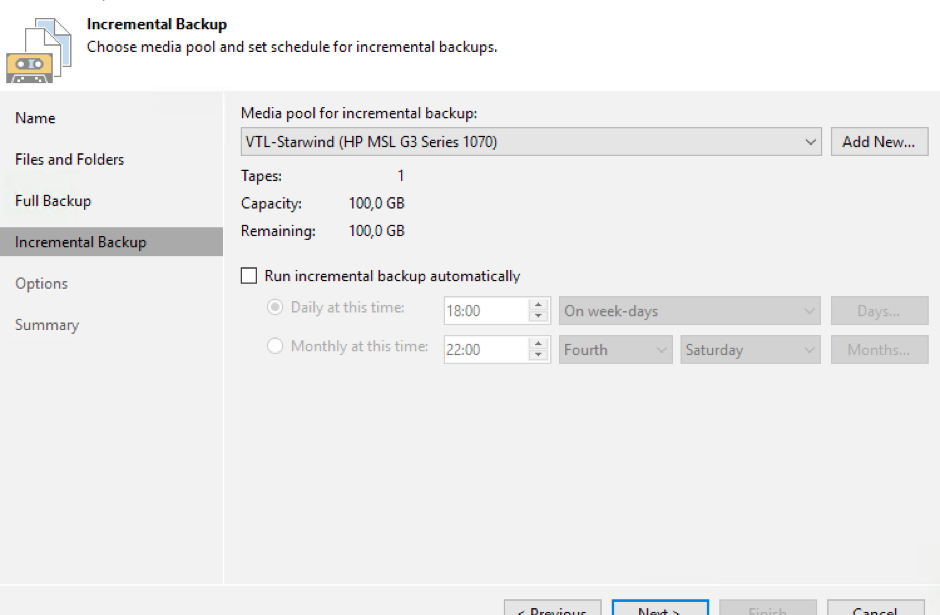 Incremental Backup
Choose media pool and set schedule for incremental backups.
Name
Files and Folders
Full Backup
Incremental Backup
Options
Summary
Media pool for incremental backup:
VTL-Starwind (HP MSL G3 Series 1070)
Add New...
Tapes: 1
Capacity: 100,0 GB
Remaining: 100,0 GB
Run incremental backup automatically
Daily at this time: 18:00 On week-days Days...
Monthly at this time: 22:00 Fourth Saturday Months...
< Previous Next > Finish Cancel